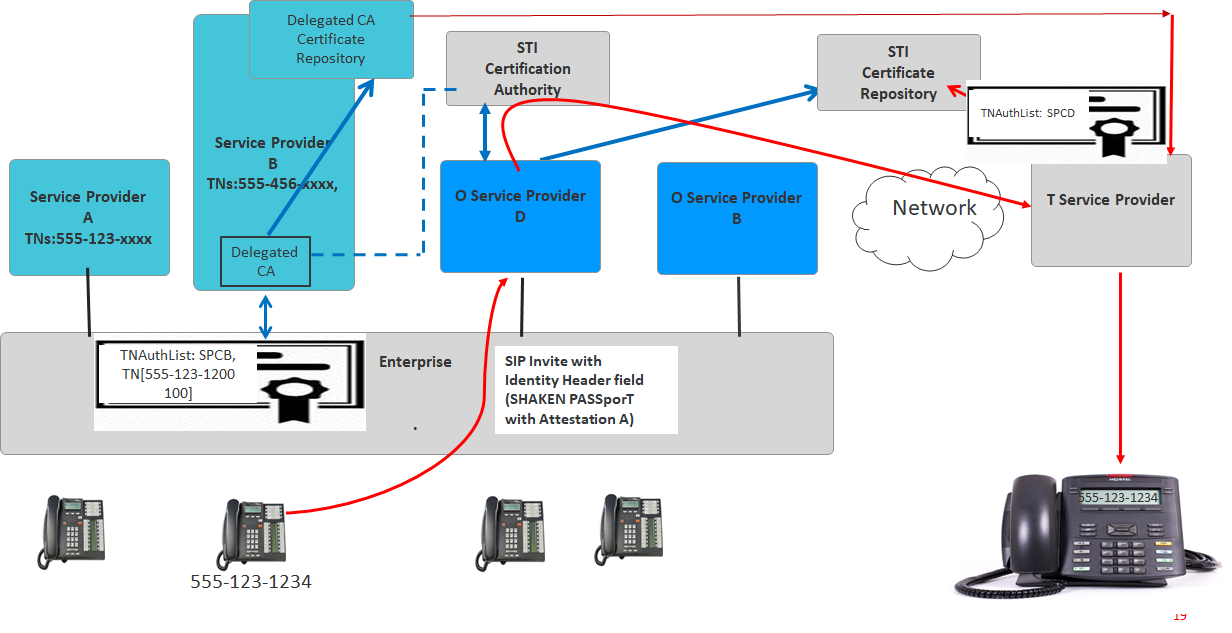 Delegated CA
Certificate
Repository
STI
Certification
Authority
STI
Certificate
Repository
TNAuthList: SPCD
Service Provider
B
TNs:555-456-xxxx,
Service Provider
A
TNs:555-123-xxxx
O Service Provider
D
O Service Provider
B
Network
T Service Provider
Delegated
CA
TNAuthList: SPCB,
TN[555-123-1200
100]
Enterprise
SIP Invite with
Identity Header field
(SHAKEN PASSporT
with Attestation A)
.
NORTEL
555-123-1234
555-123-1234
19